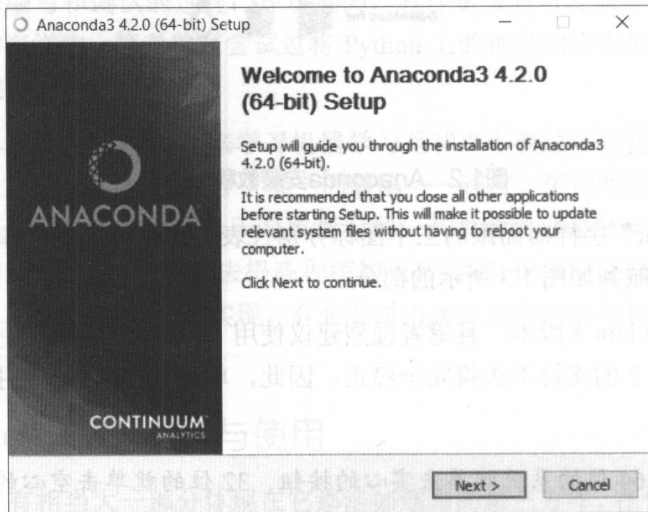 Anaconda3 4.2.0 (64-bit) Setup
Welcome to Anaconda3 4.2.0
(64-bit) Setup
Setup will guide you through the installation of Anaconda3
4.2.0 (64-bit).
It is recommended that you close all other applications
before starting Setup. This will make it possible to update
relevant system files without having to reboot your
computer.
Click Next to continue.
ANACONDA
CONTINUUM
ANALYTICS
Next >
Cancel